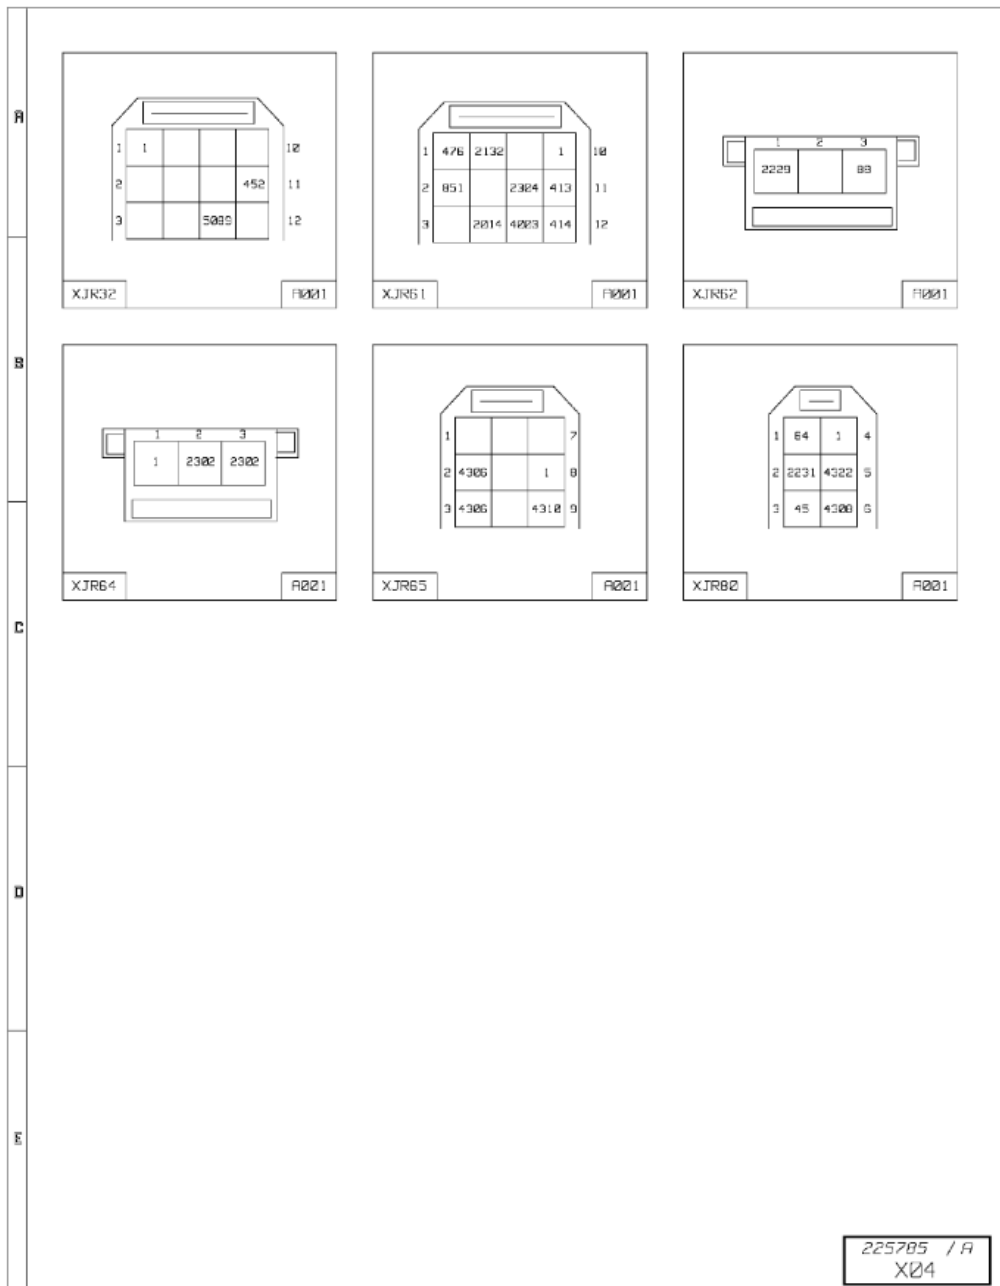 A
1 1 10
2 452 11
3 5089 12
XJR32 A001
1 476 2132 1 10
2 851 2304 413 11
3 2014 4023 414 12
XJR61 A001
1 2 3
2229 88
XJR62 A001
B
1 2 3
1 2302 2302
XJR64 A001
1 7
2 4306 1 8
3 4306 4310 9
XJR65 A001
1 64 1 4
2 2231 4322 5
3 45 4308 6
XJR80 A001
C
D
E
225785 / A
X04